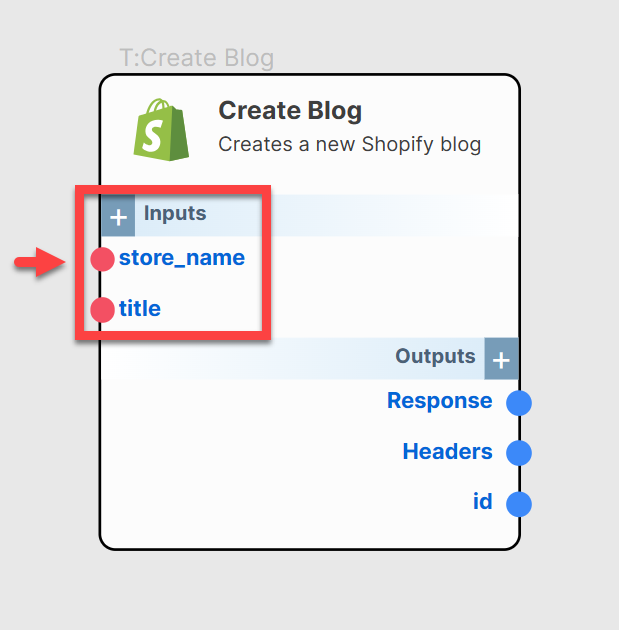 T:Create Blog
Create Blog
Creates a new Shopify blog
+ Inputs
store_name
title
Outputs +
Response
Headers
id